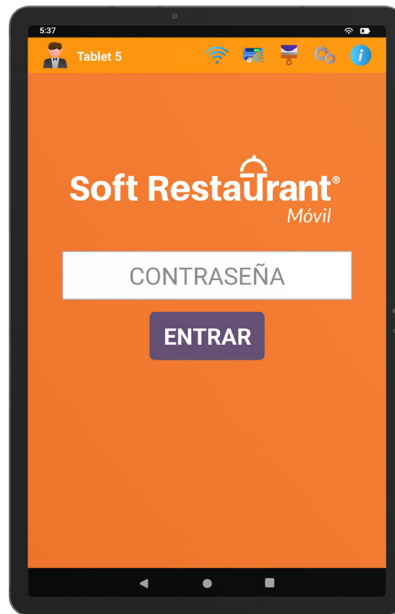 5:37
Tablet 5
i
Soft Restaurant®
Móvil
CONTRASEÑA
ENTRAR